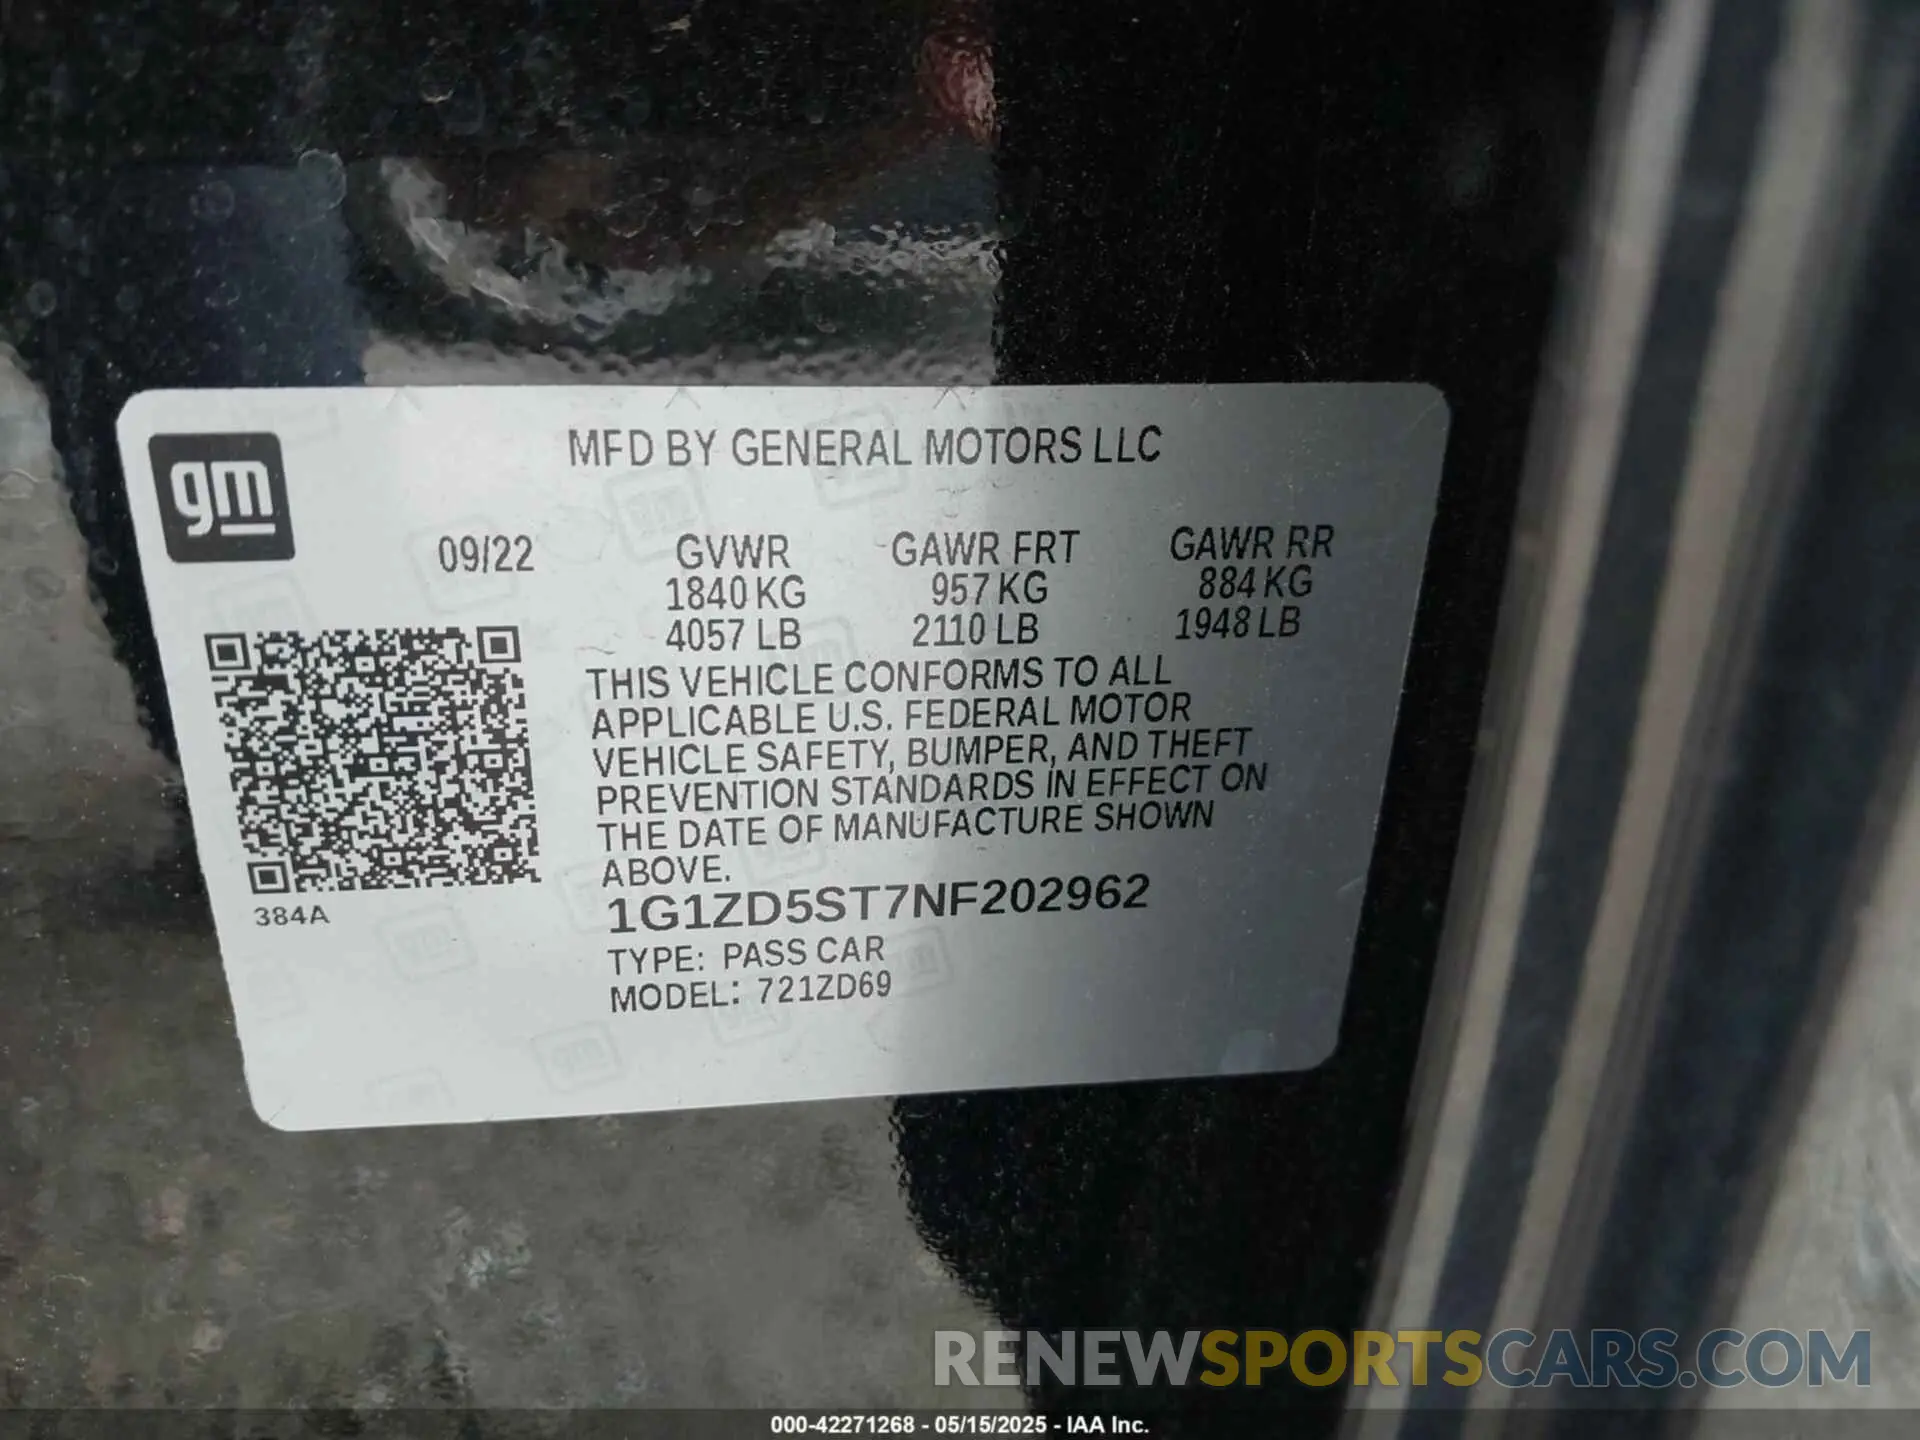 MFD BY GENERAL MOTORS LLC
gm
09/22 GVWR GAWR FRT GAWR RR
1840 KG 957 KG 884 KG
4057 LB 2110 LB 1948 LB
THIS VEHICLE CONFORMS TO ALL
APPLICABLE U.S. FEDERAL MOTOR
VEHICLE SAFETY, BUMPER, AND THEFT
PREVENTION STANDARDS IN EFFECT ON
THE DATE OF MANUFACTURE SHOWN
ABOVE.
384A
1G1ZD5ST7NF202962
TYPE: PASS CAR
MODEL: 721ZD69
RENEWSPORTSCARS.COM
000-42271268 - 05/15/2025 - IAA Inc.